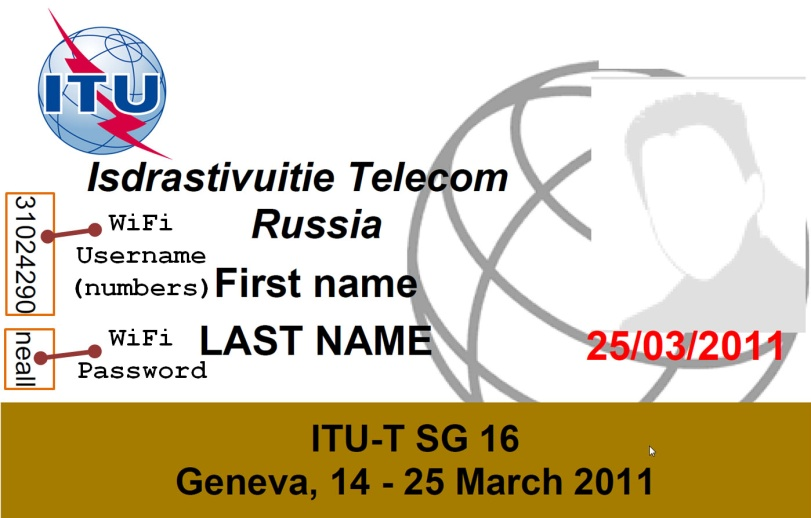 ITU
Isdrastivuitie Telecom
Russia
31024290
WiFi
Username
(numbers)
First name
neall
WiFi
Password
LAST NAME
25/03/2011
ITU-T SG 16
Geneva, 14 - 25 March 2011